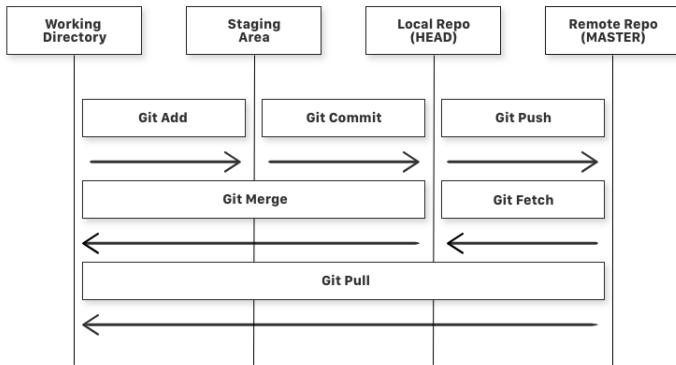 Working
Directory
Staging
Area
Local Repo
(HEAD)
Remote Repo
(MASTER)
Git Add
Git Commit
Git Push
Git Merge
Git Fetch
Git Pull